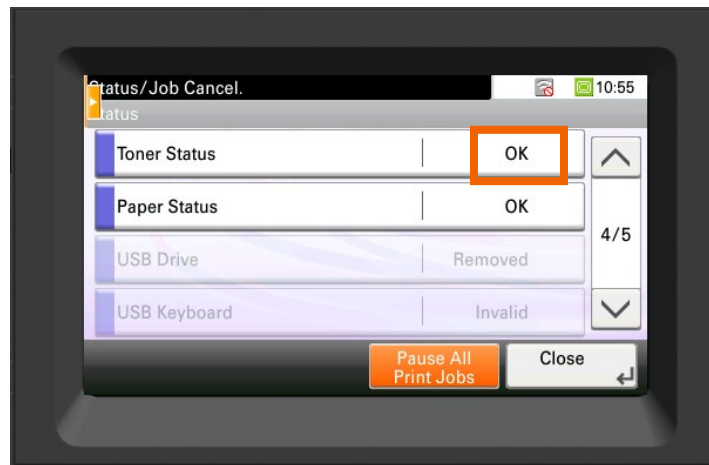 Status/Job Cancel.
10:55
tatus
Toner Status OK
Paper Status OK
4/5
USB Drive Removed
USB Keyboard Invalid
Pause All
Print Jobs
Close